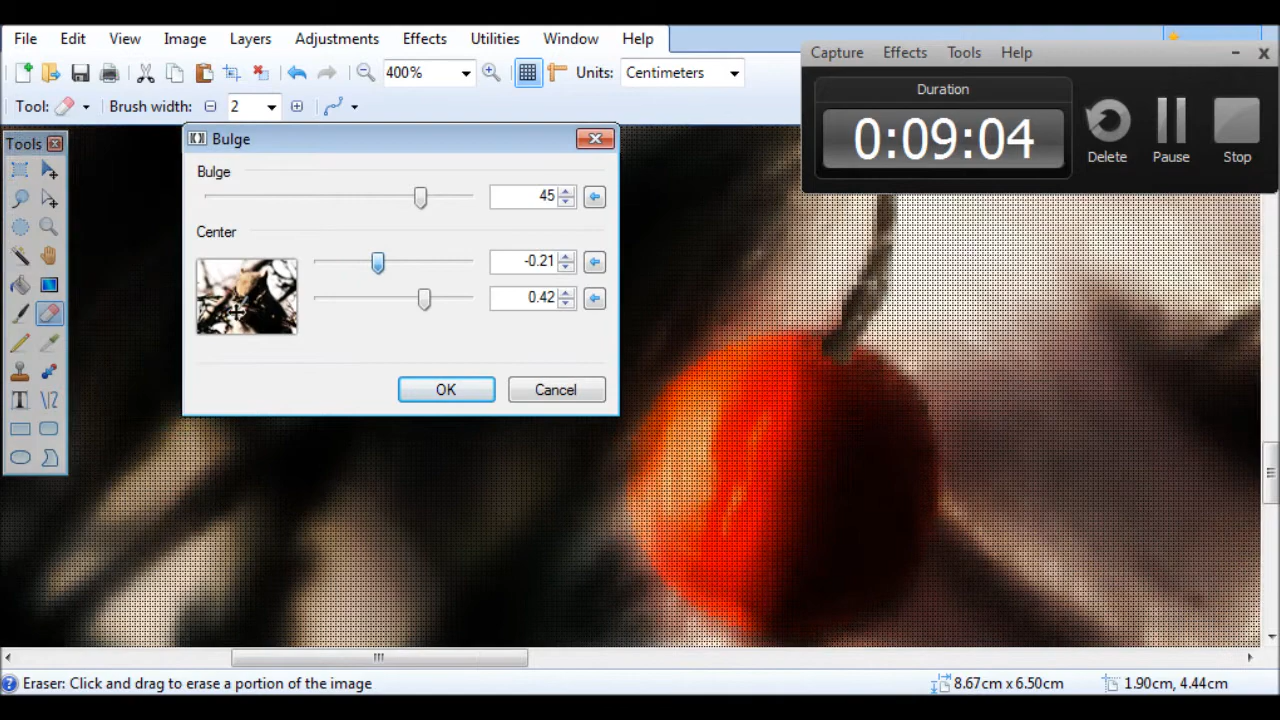 File Edit View Image Layers Adjustments Effects Utilities Window Help
Capture Effects Tools Help
400% Units: Centimeters
Duration
0:09:04
Delete Pause Stop
Tool: Brush width: 2
Tools
Bulge
Bulge
45
Center
-0.21
0.42
OK Cancel
T
Eraser: Click and drag to erase a portion of the image 8.67cm x 6.50cm 1.90cm, 4.44cm